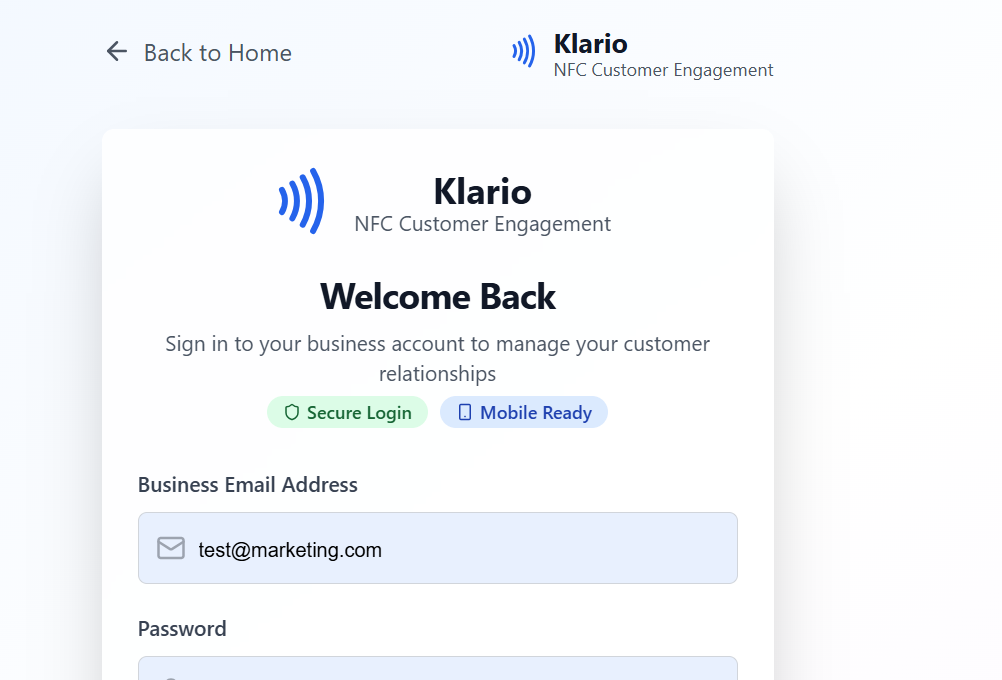 Back to Home
Klario
NFC Customer Engagement
Klario
NFC Customer Engagement
Welcome Back
Sign in to your business account to manage your customer
relationships
Secure Login
Mobile Ready
Business Email Address
test@marketing.com
Password